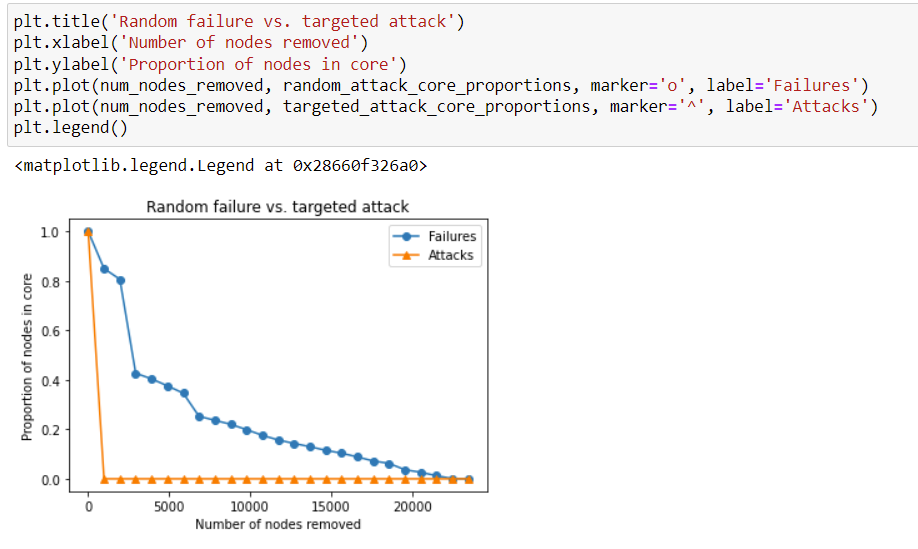 plt.title('Random failure vs. targeted attack')
plt.xlabel('Number of nodes removed')
plt.ylabel('Proportion of nodes in core')
plt.plot(num_nodes_removed, random_attack_core_proportions, marker='o', label='Failures')
plt.plot(num_nodes_removed, targeted_attack_core_proportions, marker='^', label='Attacks')
plt.legend()
<matplotlib.legend.Legend at 0x28660f326a0>
Random failure vs. targeted attack
Failures
Attacks
Proportion of nodes in core
1.0
0.8
0.6
0.4
0.2
0.0
0 5000 10000 15000 20000
Number of nodes removed